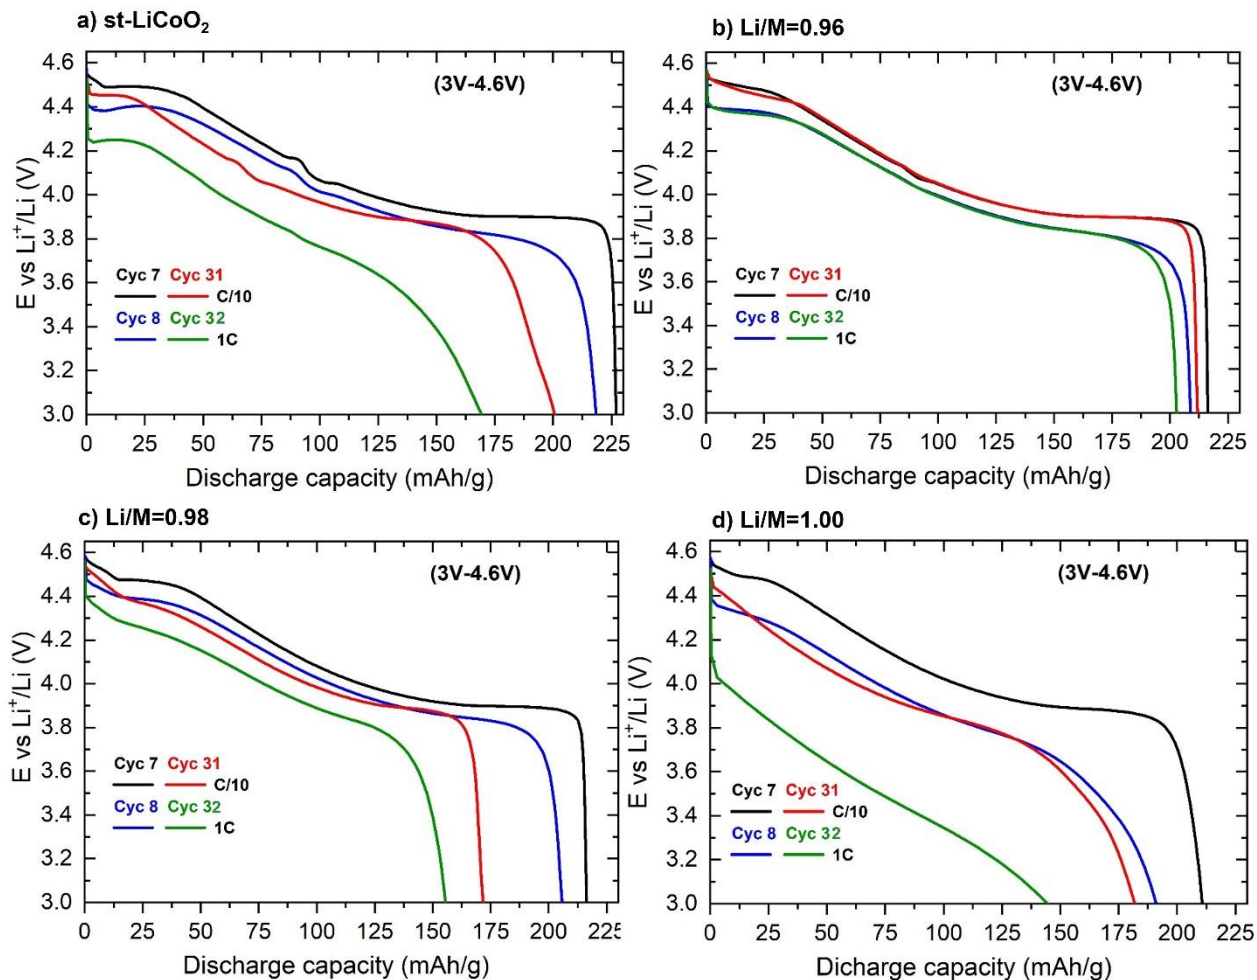 a) st-LiCoO₂
(3V-4.6V)
E vs Li⁺/Li (V)
4.6
4.4
4.2
4.0
3.8
3.6
3.4
3.2
3.0
Cyc 7 Cyc 31
C/10
Cyc 8 Cyc 32
1C
0 25 50 75 100 125 150 175 200 225
Discharge capacity (mAh/g)
b) Li/M=0.96
(3V-4.6V)
E vs Li⁺/Li (V)
4.6
4.4
4.2
4.0
3.8
3.6
3.4
3.2
3.0
Cyc 7 Cyc 31
C/10
Cyc 8 Cyc 32
1C
0 25 50 75 100 125 150 175 200 225
Discharge capacity (mAh/g)
c) Li/M=0.98
(3V-4.6V)
E vs Li⁺/Li (V)
4.6
4.4
4.2
4.0
3.8
3.6
3.4
3.2
3.0
Cyc 7 Cyc 31
C/10
Cyc 8 Cyc 32
1C
0 25 50 75 100 125 150 175 200 225
Discharge capacity (mAh/g)
d) Li/M=1.00
(3V-4.6V)
E vs Li⁺/Li (V)
4.6
4.4
4.2
4.0
3.8
3.6
3.4
3.2
3.0
Cyc 7 Cyc 31
C/10
Cyc 8 Cyc 32
1C
0 25 50 75 100 125 150 175 200 225
Dicharge capacity (mAh/g)